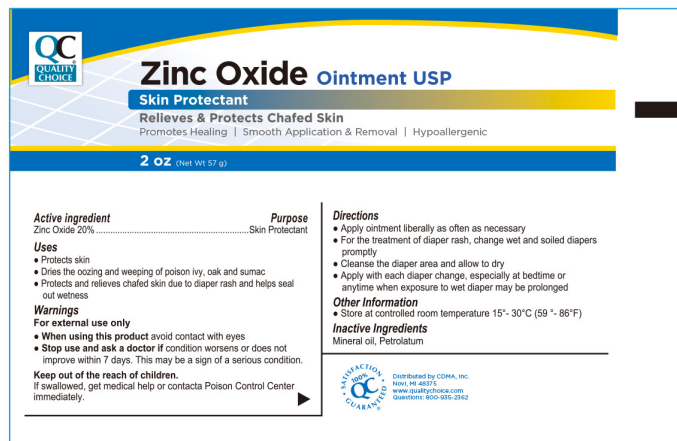 QC
QUALITY
CHOICE
Zinc Oxide Ointment USP
Skin Protectant
Relieves & Protects Chafed Skin
Promotes Healing | Smooth Application & Removal | Hypoallergenic
2 oz (Net Wt 57 g)
Active ingredient Purpose
Zinc Oxide 20%..........................................................Skin Protectant
Uses
● Protects skin
● Dries the oozing and weeping of poison ivy, oak and sumac
● Protects and relieves chafed skin due to diaper rash and helps seal
out wetness
Warnings
For external use only
● When using this product avoid contact with eyes
● Stop use and ask a doctor if condition worsens or does not
improve within 7 days. This may be a sign of a serious condition.
Keep out of the reach of children.
If swallowed, get medical help or contacta Poison Control Center
immediately.
Directions
● Apply ointment liberally as often as necessary
● For the treatment of diaper rash, change wet and soiled diapers
promptly
● Cleanse the diaper area and allow to dry
● Apply with each diaper change, especially at bedtime or
anytime when exposure to wet diaper may be prolonged
Other Information
● Store at controlled room temperature 15°- 30°C (59 °- 86°F)
Inactive Ingredients
Mineral oil, Petrolatum
SATISFACTION
100%
QC
GUARANTEED
Distributed by CDMA, Inc.
Novi, MI 48375
www.qualitychoice.com
Questions: 800-935-2362